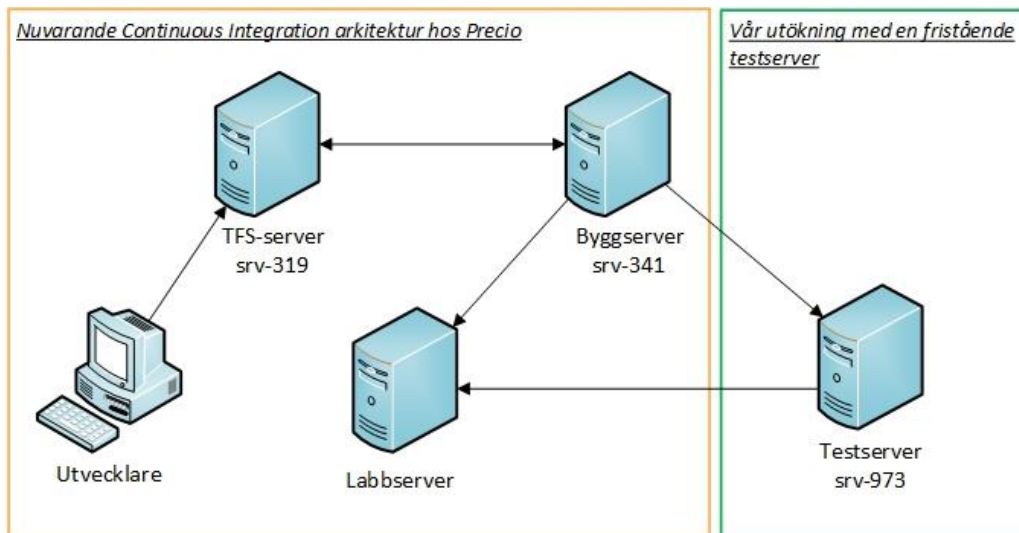 Nuvarande Continuous Integration arkitektur hos Precio
Vår utökning med en fristående
testserver
TFS-server
srv-319
Byggserver
srv-341
Utvecklare
Labbserver
Testserver
srv-973